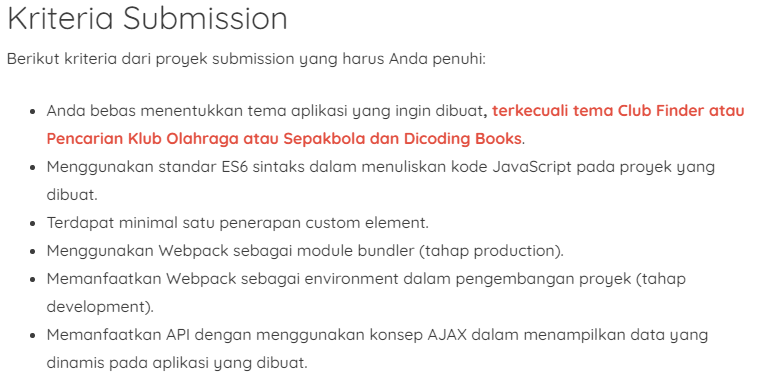 Kriteria Submission
Berikut kriteria dari proyek submission yang harus Anda penuhi:
• Anda bebas menentukkan tema aplikasi yang ingin dibuat, terkecuali tema Club Finder atau
Pencarian Klub Olahraga atau Sepakbola dan Dicoding Books.
• Menggunakan standar ES6 sintaks dalam menuliskan kode JavaScript pada proyek yang
dibuat.
• Terdapat minimal satu penerapan custom element.
• Menggunakan Webpack sebagai module bundler (tahap production).
• Memanfaatkan Webpack sebagai environment dalam pengembangan proyek (tahap
development).
• Memanfaatkan API dengan menggunakan konsep AJAX dalam menampilkan data yang
dinamis pada aplikasi yang dibuat.